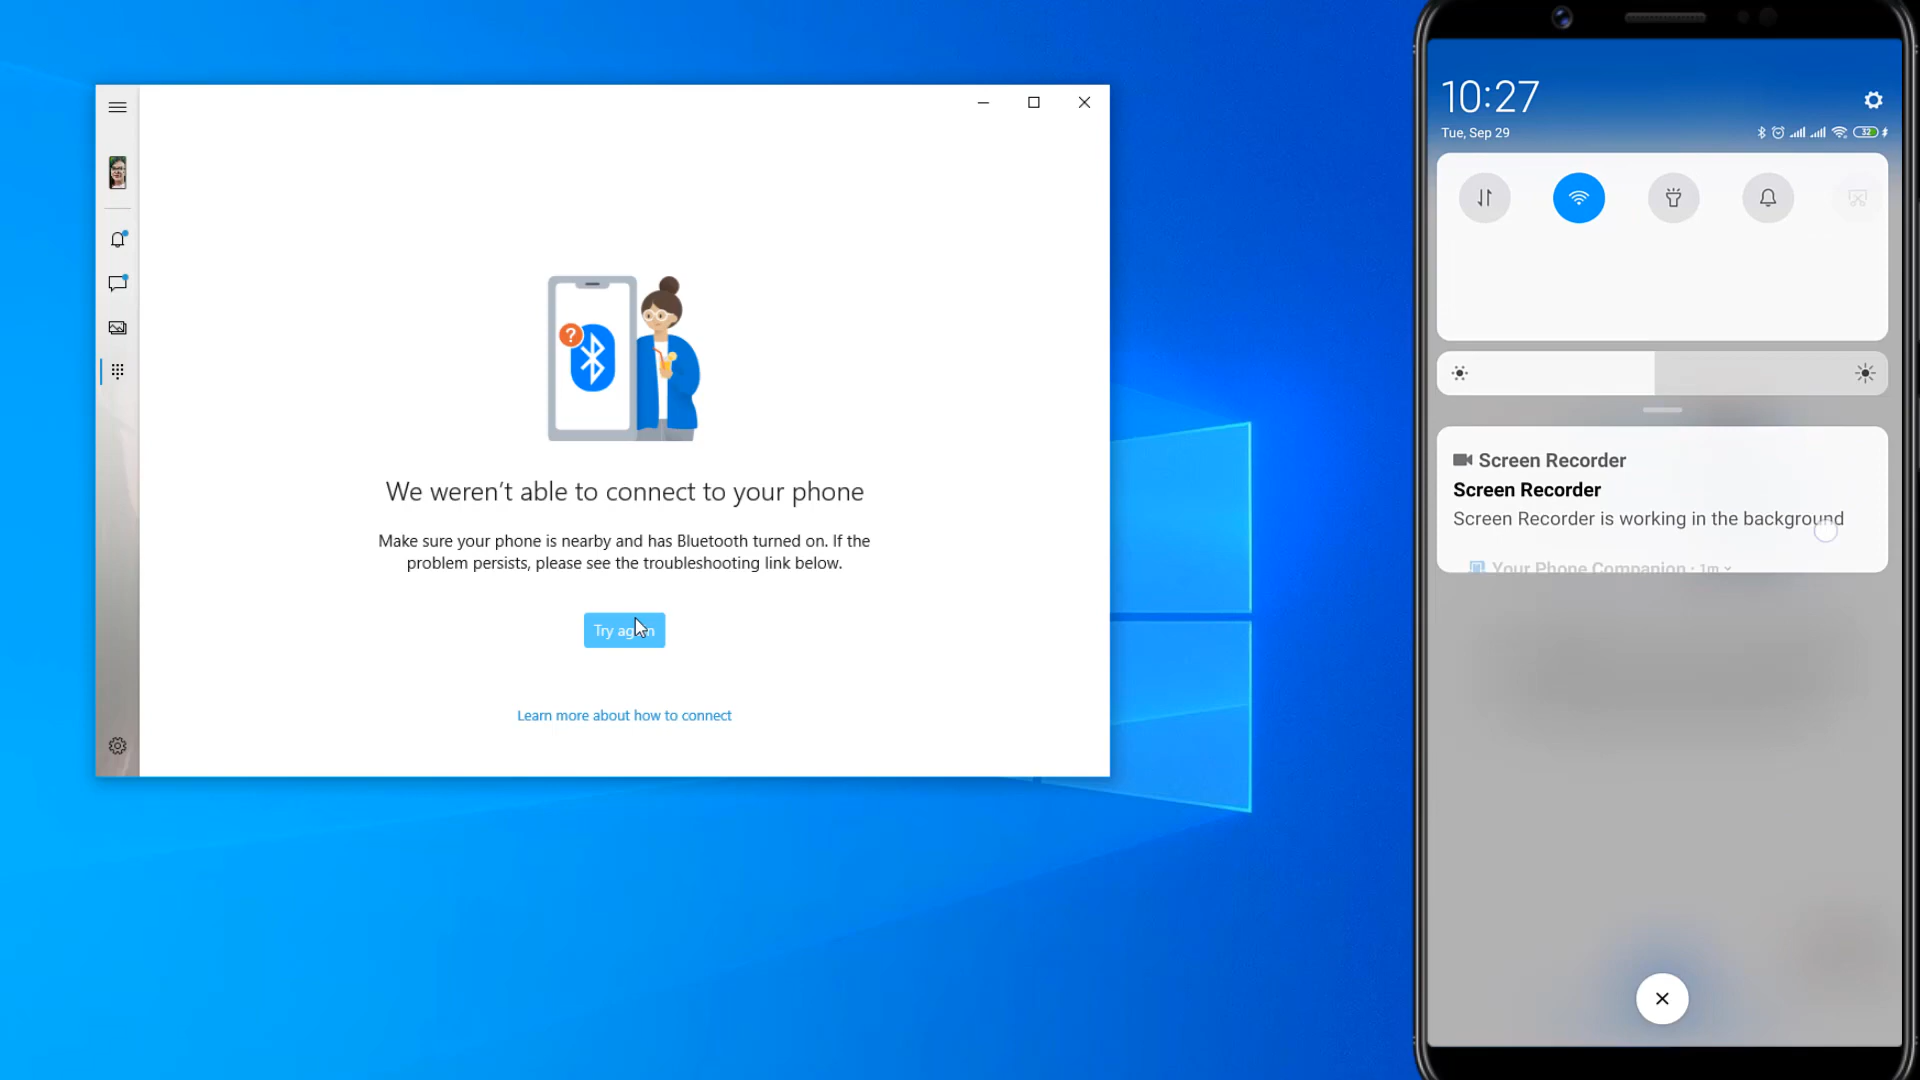 We weren't able to connect to your phone
Make sure your phone is nearby and has Bluetooth turned on. If the
problem persists, please see the troubleshooting link below.
Try again
Learn more about how to connect
10:27
Tue, Sep 29
32
Screen Recorder
Screen Recorder
Screen Recorder is working in the background
Your Phone Companion · 1m